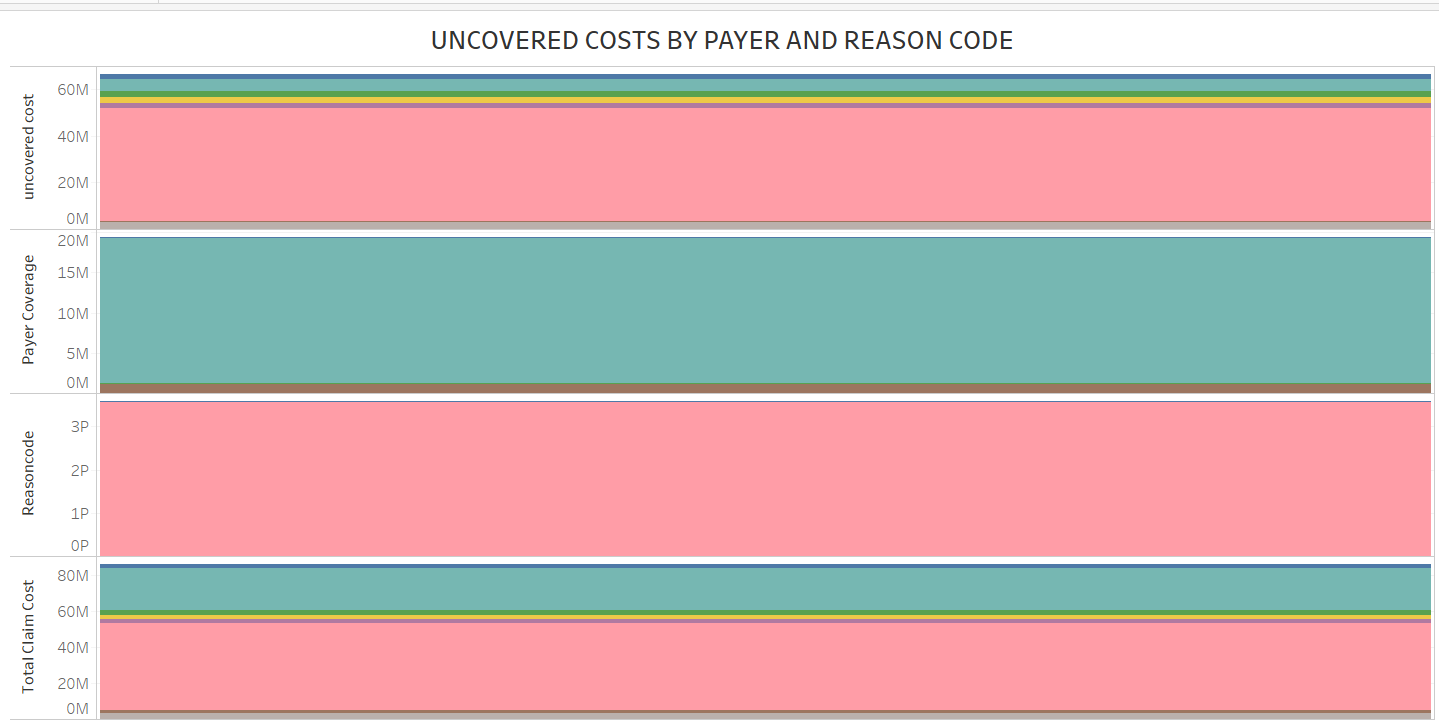 UNCOVERED COSTS BY PAYER AND REASON CODE
uncovered cost
60M
40M
20M
0M
Payer Coverage
20M
15M
10M
5M
0M
Reasoncode
3P
2P
1P
0P
Total Claim Cost
80M
60M
40M
20M
0M